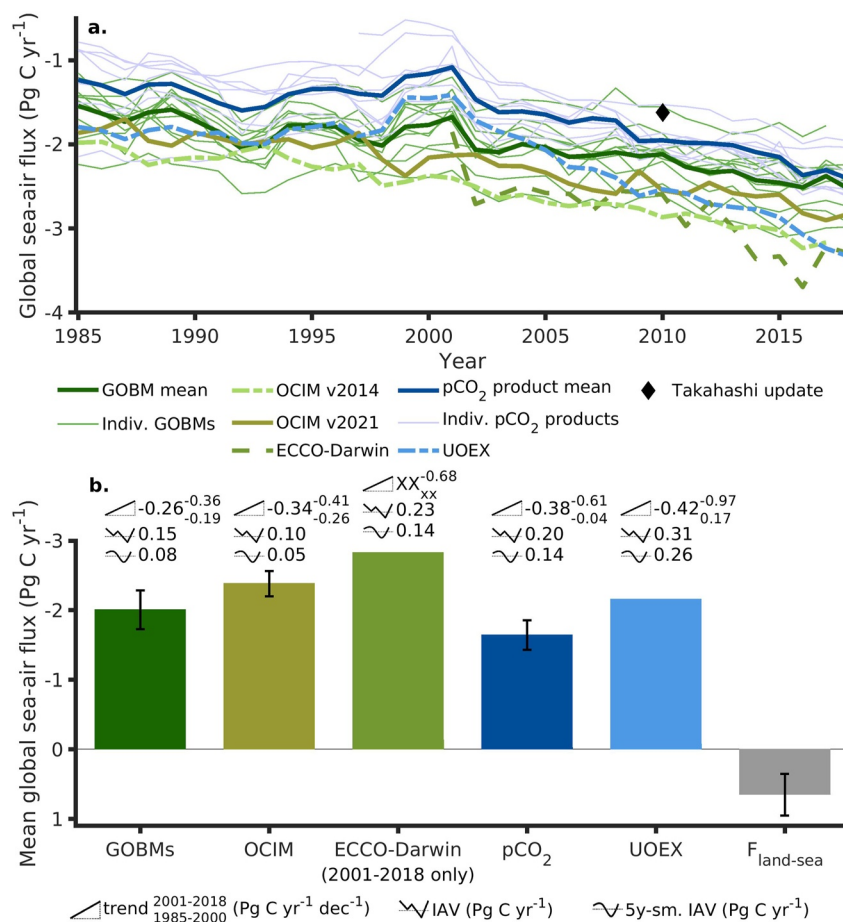 a.
Global sea-air flux (Pg C yr⁻¹)
-1
-2
-3
-4
1985 1990 1995 2000 2005 2010 2015
Year
GOBM mean OCIM v2014 pCO₂ product mean Takahashi update
Indiv. GOBMs OCIM v2021 Indiv. pCO₂ products
ECCO-Darwin UOEX
b.
Mean global sea-air flux (Pg C yr⁻¹)
-3
-2
-1
0
1
-0.26 -0.36 -0.19
0.15
0.08
-0.34 -0.41 -0.26
0.10
0.05
XX -0.68 xx
0.23
0.14
-0.38 -0.61 -0.04
0.20
0.14
-0.42 -0.97 0.17
0.31
0.26
GOBMs OCIM ECCO-Darwin pCO₂ UOEX F land-sea
(2001-2018 only)
trend 2001-2018 1985-2000 (Pg C yr⁻¹ dec⁻¹) IAV (Pg C yr⁻¹) 5y-sm. IAV (Pg C yr⁻¹)